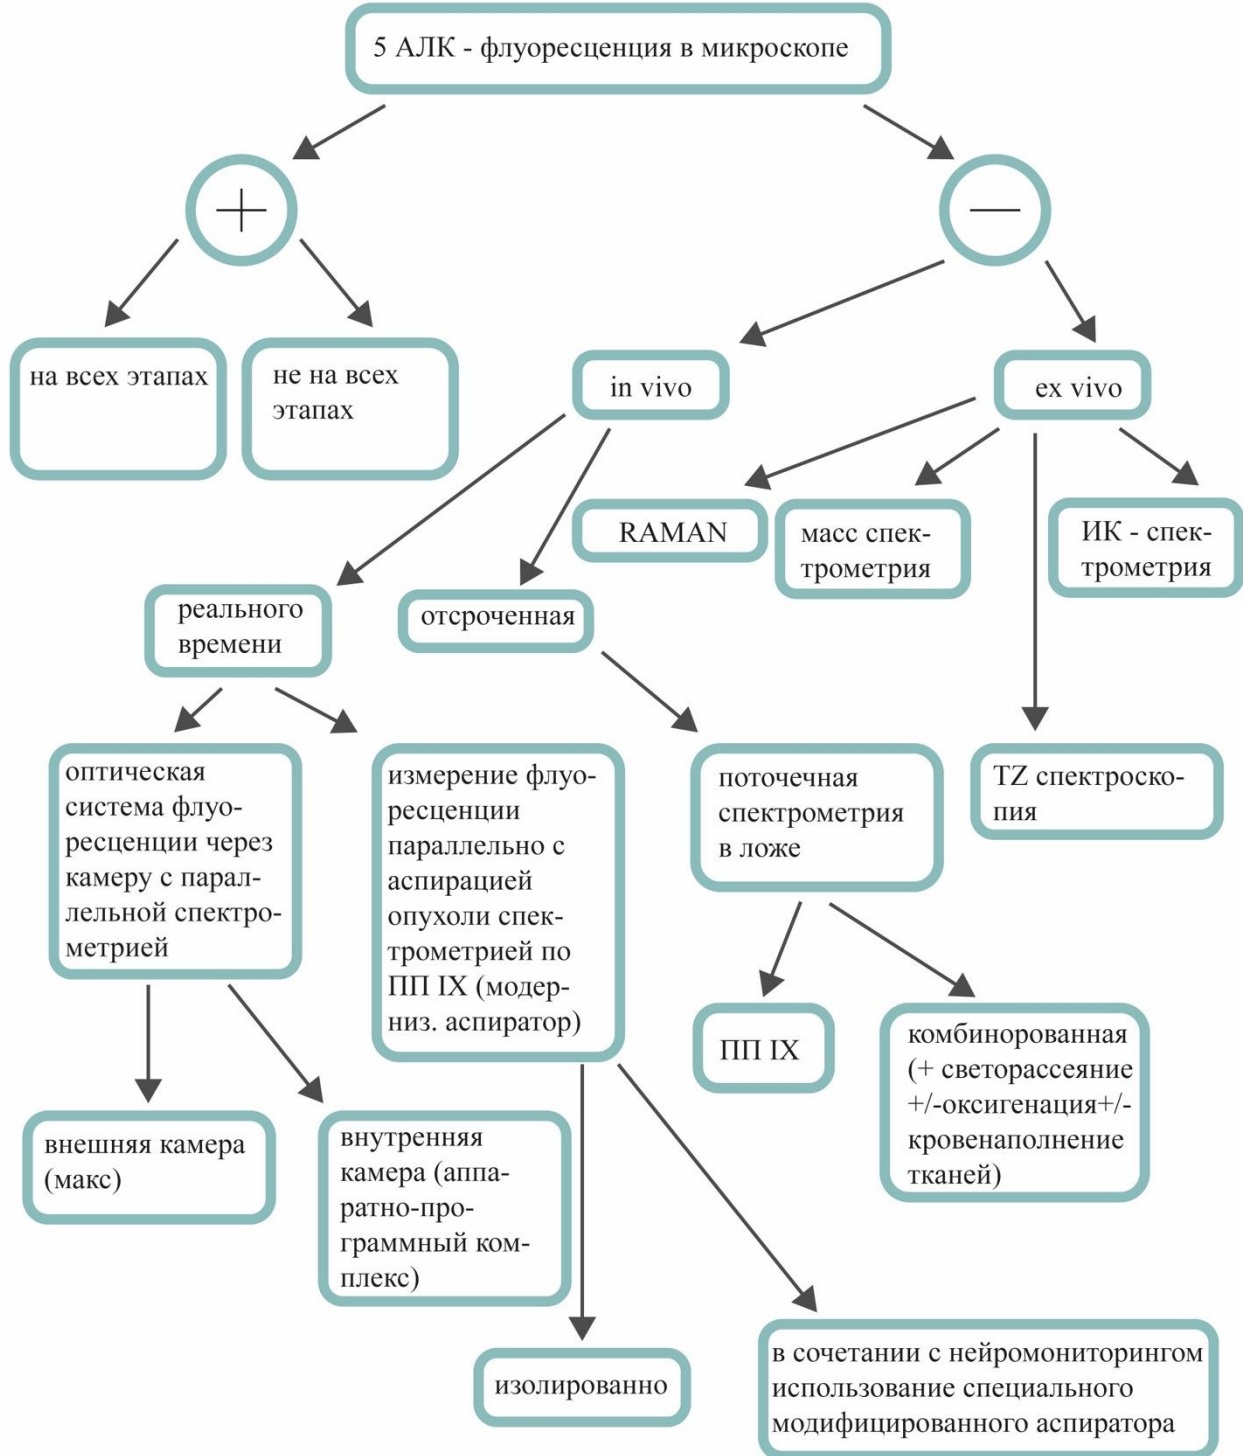 5 АЛК - флуоресценция в микроскопе
+
—
на всех этапах
не на всех
этапах
in vivo
ex vivo
RAMAN
масс спек-
трометрия
ИК - спек-
трометрия
реального
времени
отсроченная
оптическая
система флуо-
ресценции через
камеру с парал-
лельной спектро-
метрией
измерение флуо-
ресценции
параллельно с
аспирацией
опухоли спек-
трометрией по
ПП IX (модер-
низ. аспиратор)
поточечная
спектрометрия
в ложе
TZ спектроско-
пия
ПП IX
комбинорованная
(+ светорассеяние
+/-оксигенация+/-
кровенаполнение
тканей)
внешняя камера
(макс)
внутренняя
камера (аппа-
ратно-про-
граммный ком-
плекс)
изолированно
в сочетании с нейромониторингом
использование специального
модифицированного аспиратора